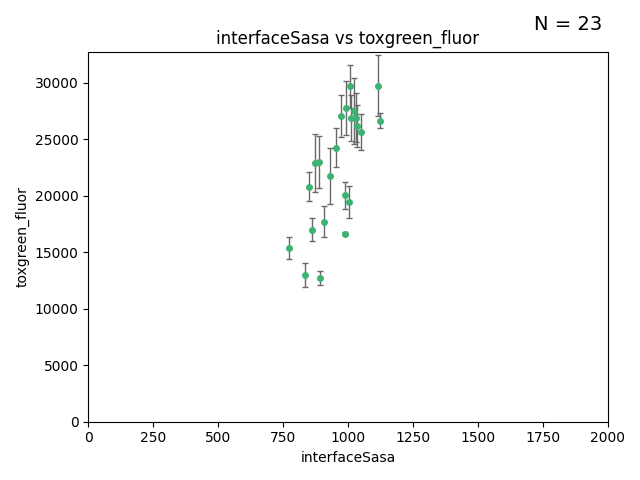 N = 23
interfaceSasa vs toxgreen_fluor
30000
25000
20000
15000
10000
5000
0
toxgreen_fluor
0 250 500 750 1000 1250 1500 1750 2000
interfaceSasa